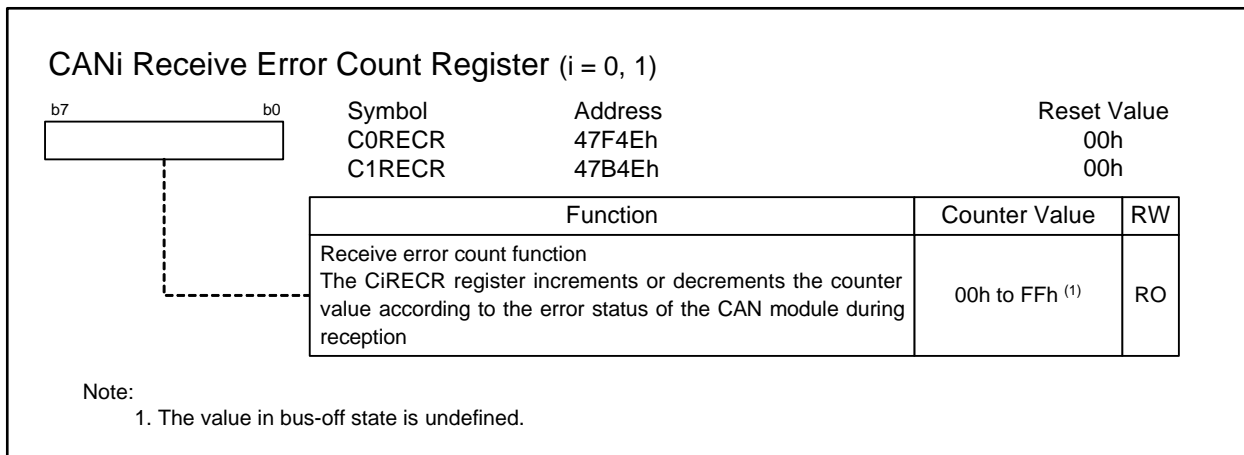 CANi Receive Error Count Register (i = 0, 1)
b7 b0 Symbol Address Reset Value
C0RECR 47F4Eh 00h
C1RECR 47B4Eh 00h
Function Counter Value RW
Receive error count function
The CiRECR register increments or decrements the counter
value according to the error status of the CAN module during
reception
00h to FFh (1) RO
Note:
1. The value in bus-off state is undefined.